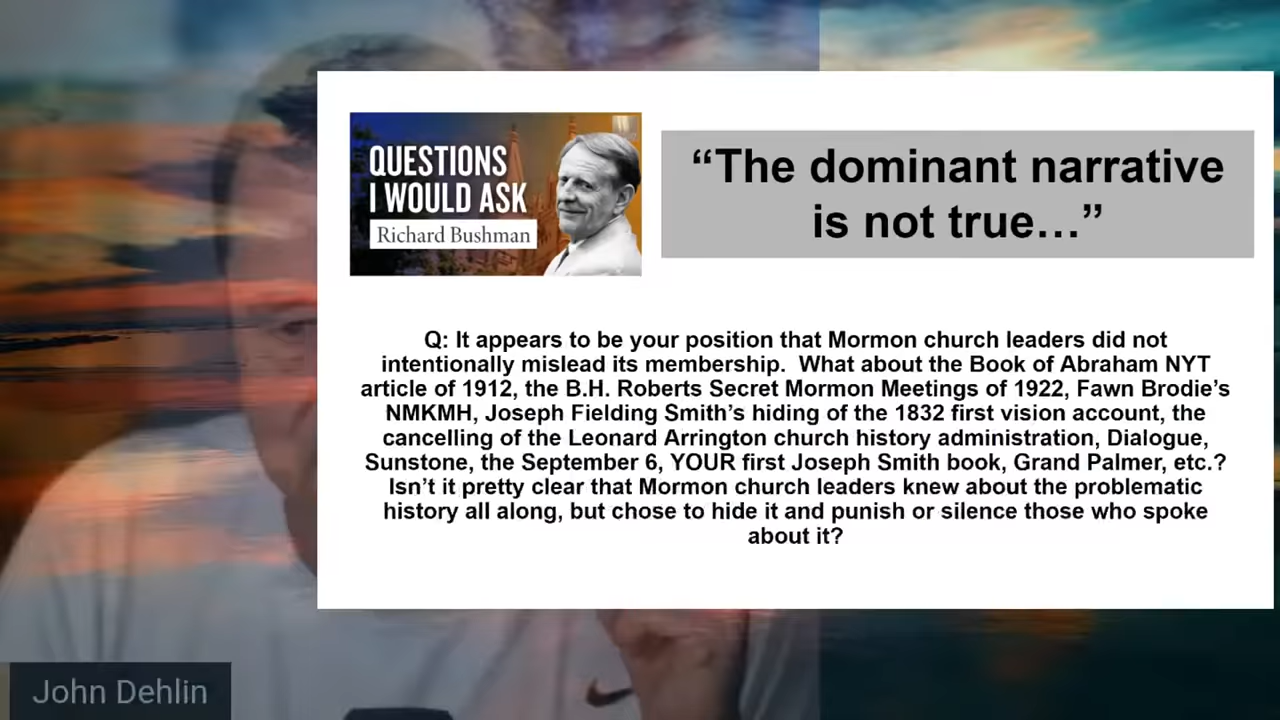 QUESTIONS
I WOULD ASK
Richard Bushman
“The dominant narrative
is not true…”
Q: It appears to be your position that Mormon church leaders did not
intentionally mislead its membership.  What about the Book of Abraham NYT
article of 1912, the B.H. Roberts Secret Mormon Meetings of 1922, Fawn Brodie’s
NMKMH, Joseph Fielding Smith’s hiding of the 1832 first vision account, the
cancelling of the Leonard Arrington church history administration, Dialogue,
Sunstone, the September 6, YOUR first Joseph Smith book, Grand Palmer, etc.?
Isn’t it pretty clear that Mormon church leaders knew about the problematic
history all along, but chose to hide it and punish or silence those who spoke
about it?
John Dehlin